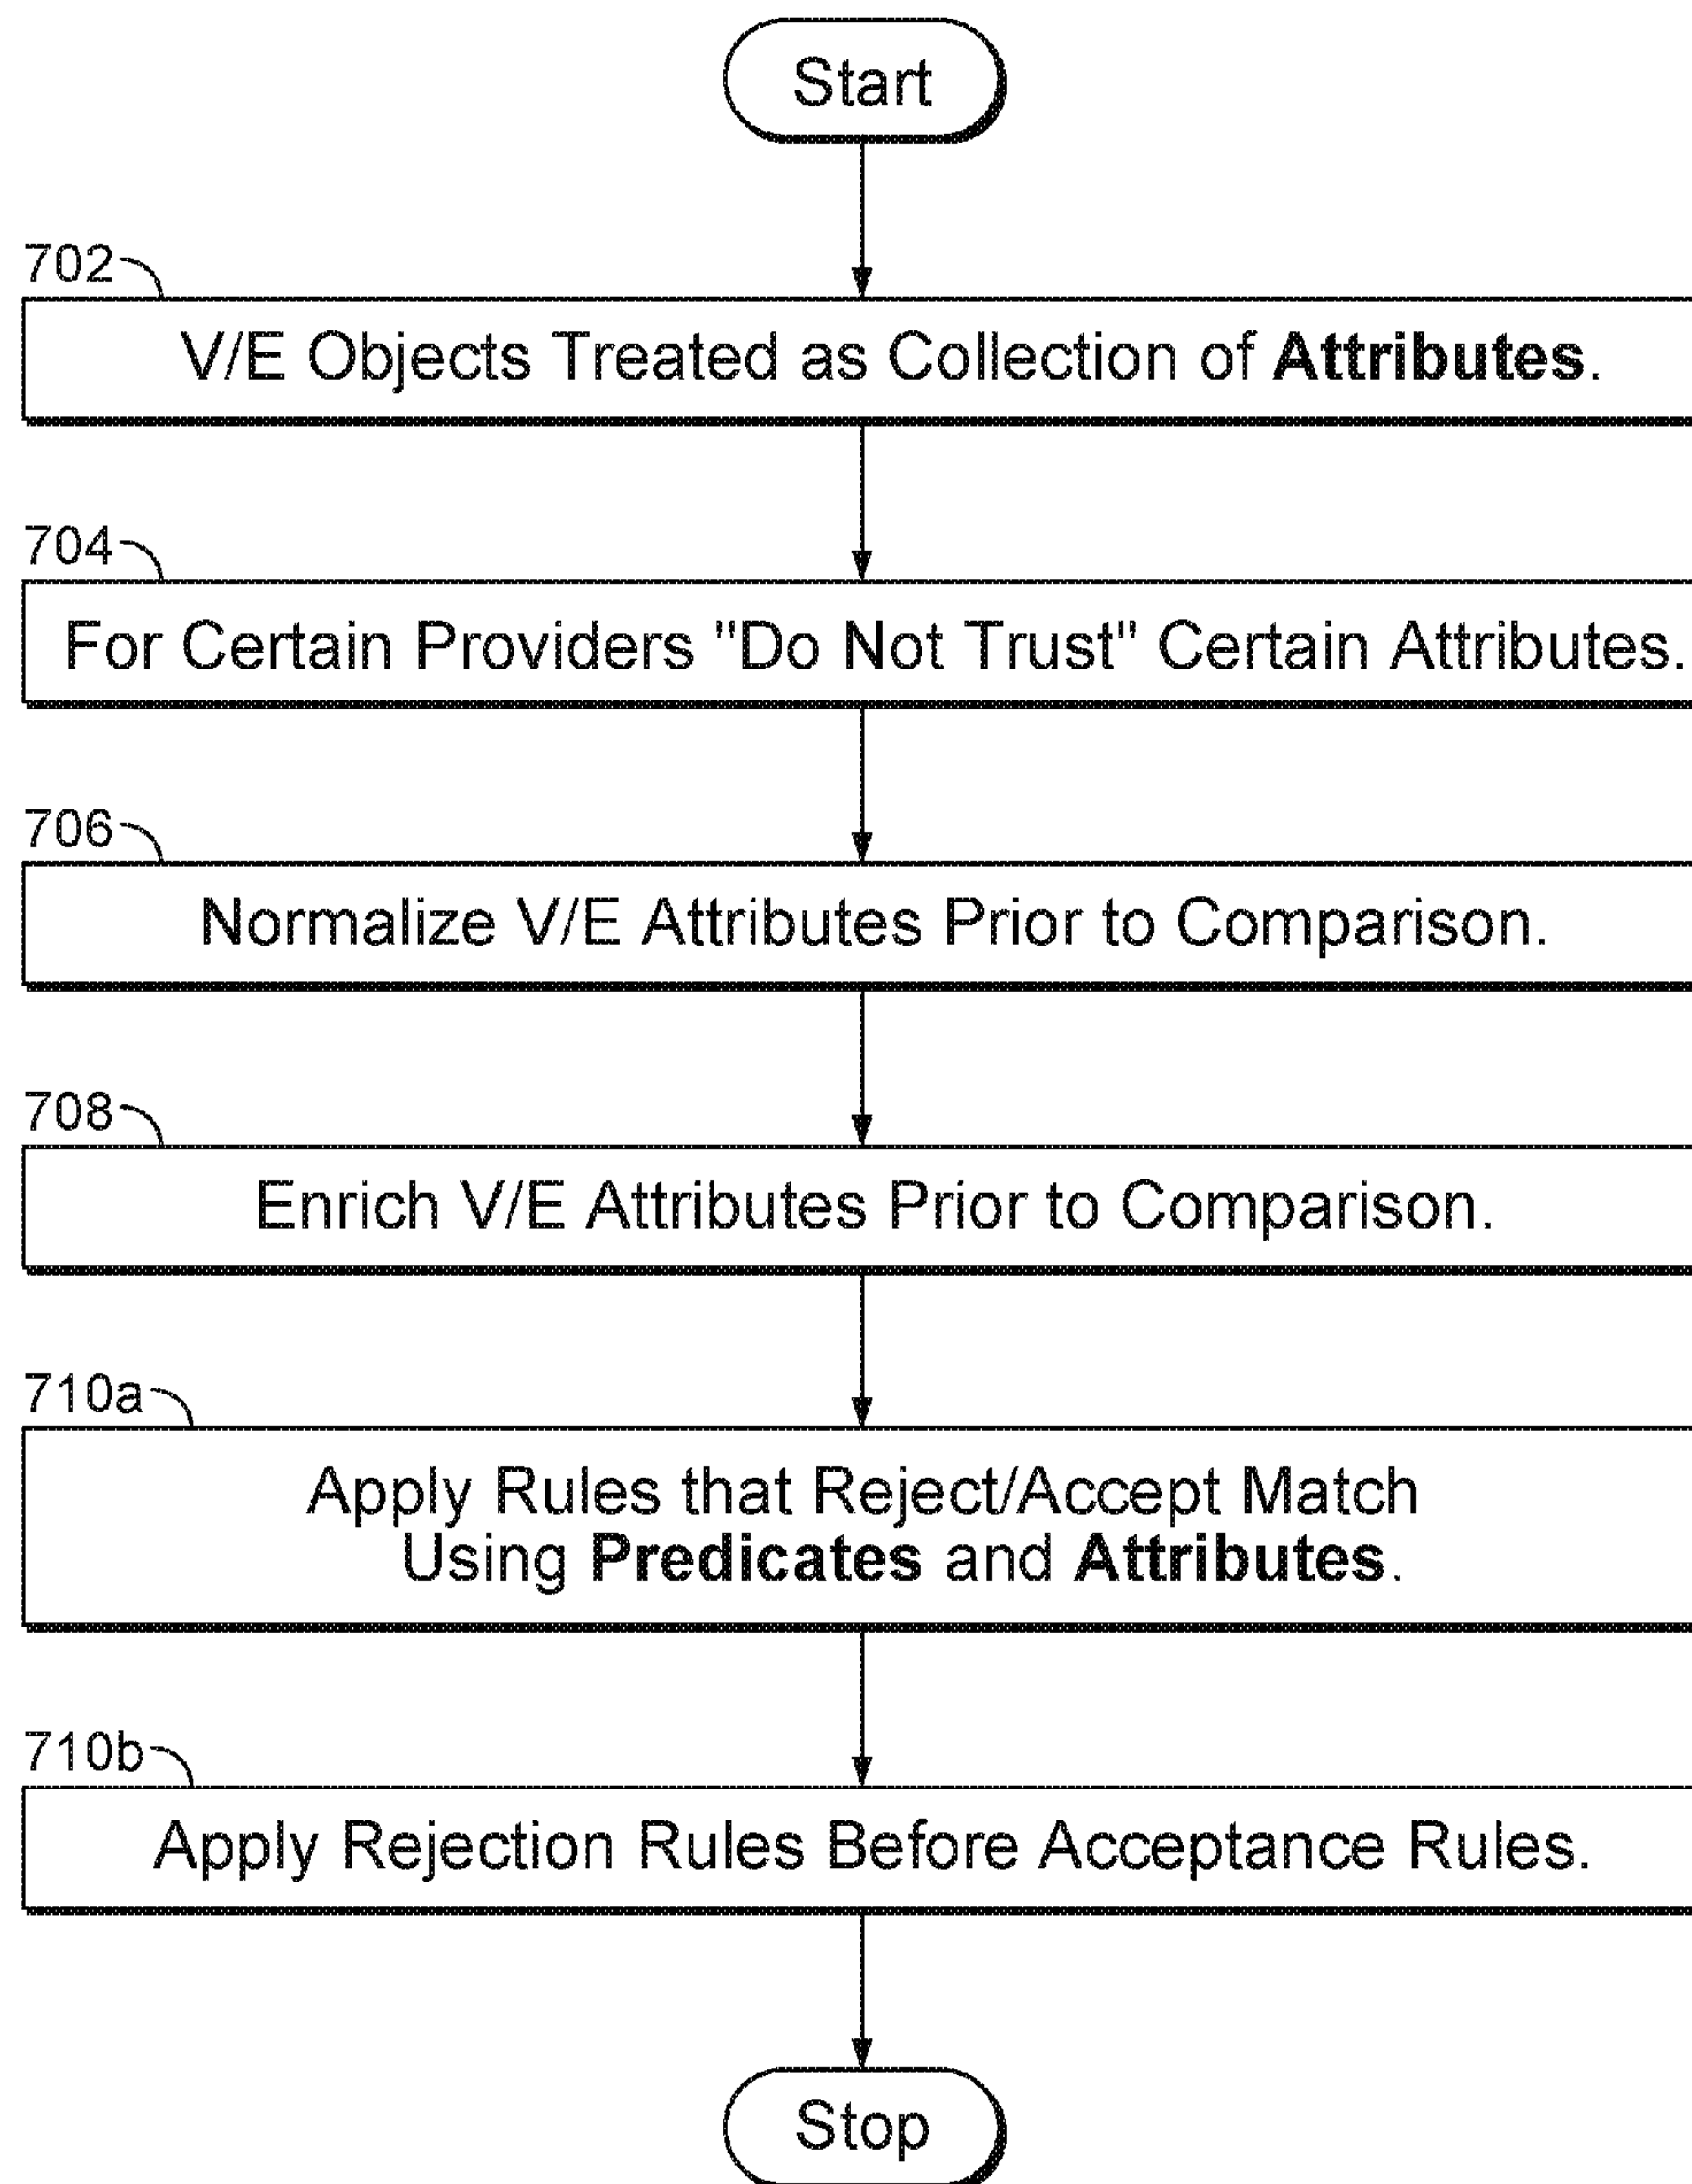 Start
702
V/E Objects Treated as Collection of Attributes.
704
For Certain Providers "Do Not Trust" Certain Attributes.
706
Normalize V/E Attributes Prior to Comparison.
708
Enrich V/E Attributes Prior to Comparison.
710a
Apply Rules that Reject/Accept Match
Using Predicates and Attributes.
710b
Apply Rejection Rules Before Acceptance Rules.
Stop